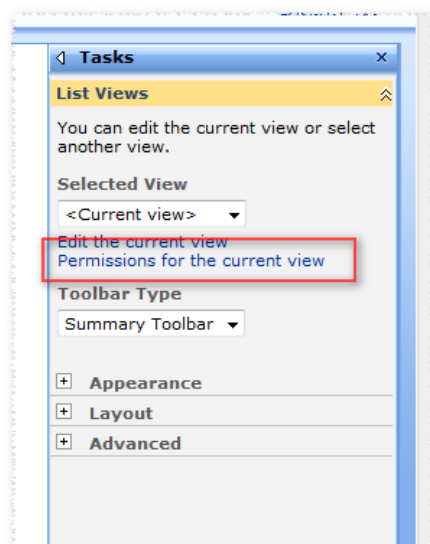 Tasks
List Views
You can edit the current view or select
another view.
Selected View
<Current view>
Edit the current view
Permissions for the current view
Toolbar Type
Summary Toolbar
Appearance
Layout
Advanced